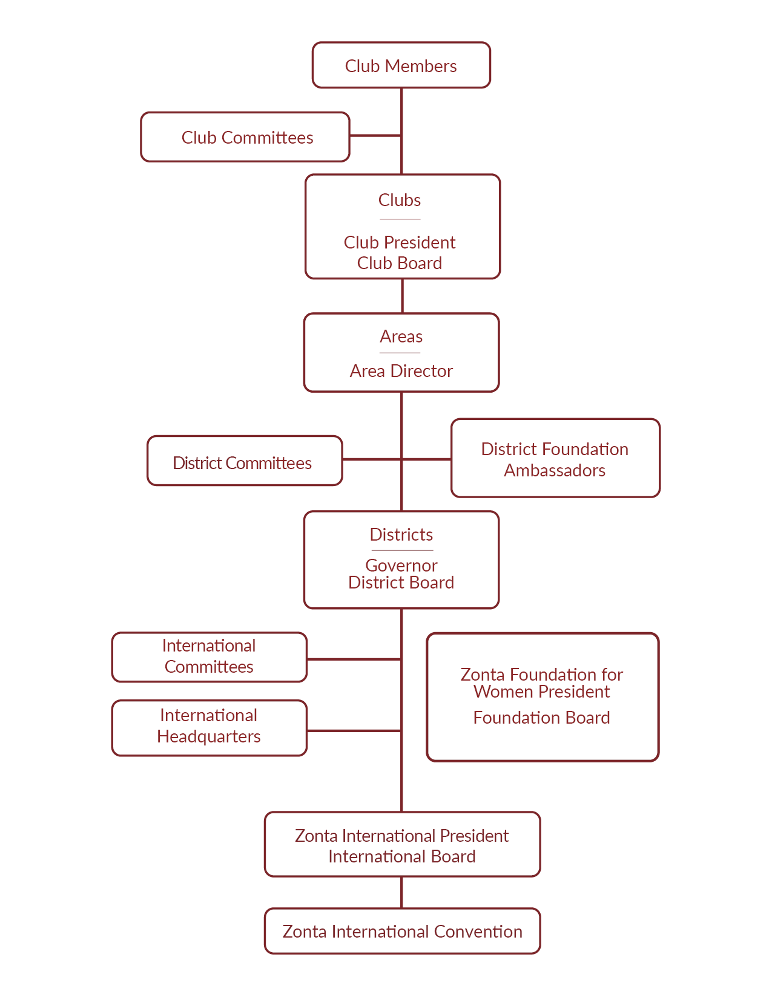 Club Members
Club Committees
Clubs
Club President
Club Board
Areas
Area Director
District Committees
District Foundation
Ambassadors
Districts
Governor
District Board
International
Committees
Zonta Foundation for
Women President
Foundation Board
International
Headquarters
Zonta International President
International Board
Zonta International Convention